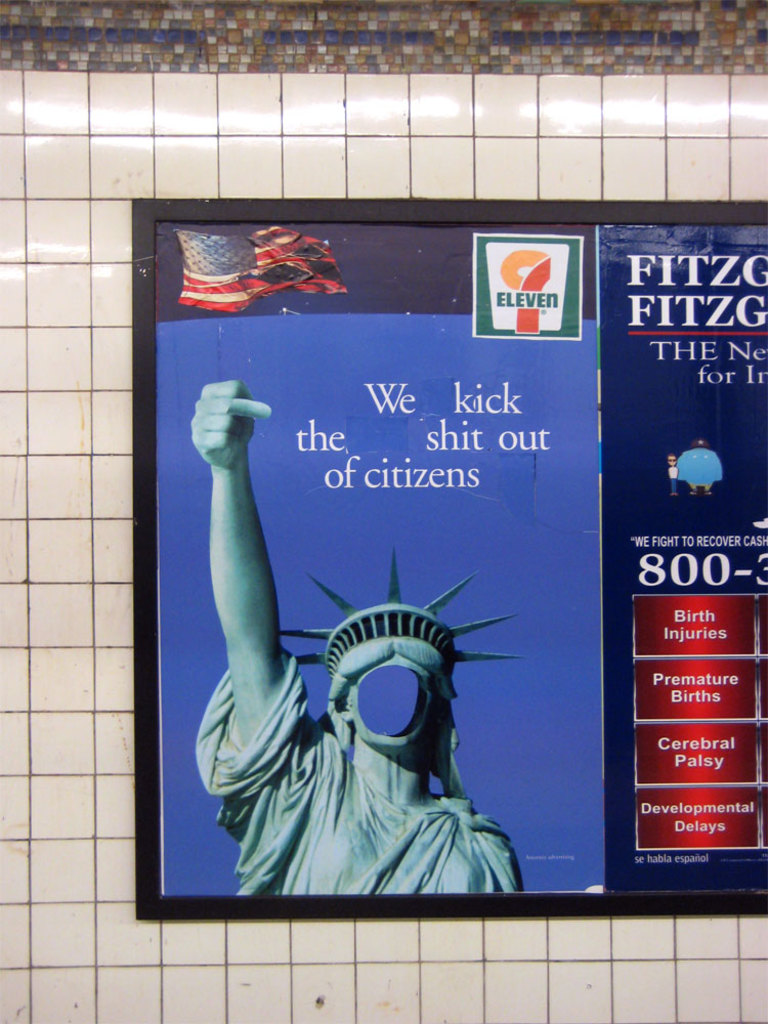 7
ELEVEN
We kick
the shit out
of citizens
FITZG
FITZG
THE Ne
for In
"WE FIGHT TO RECOVER CASH
800-3
Birth
Injuries
Premature
Births
Cerebral
Palsy
Developmental
Delays
se habla español